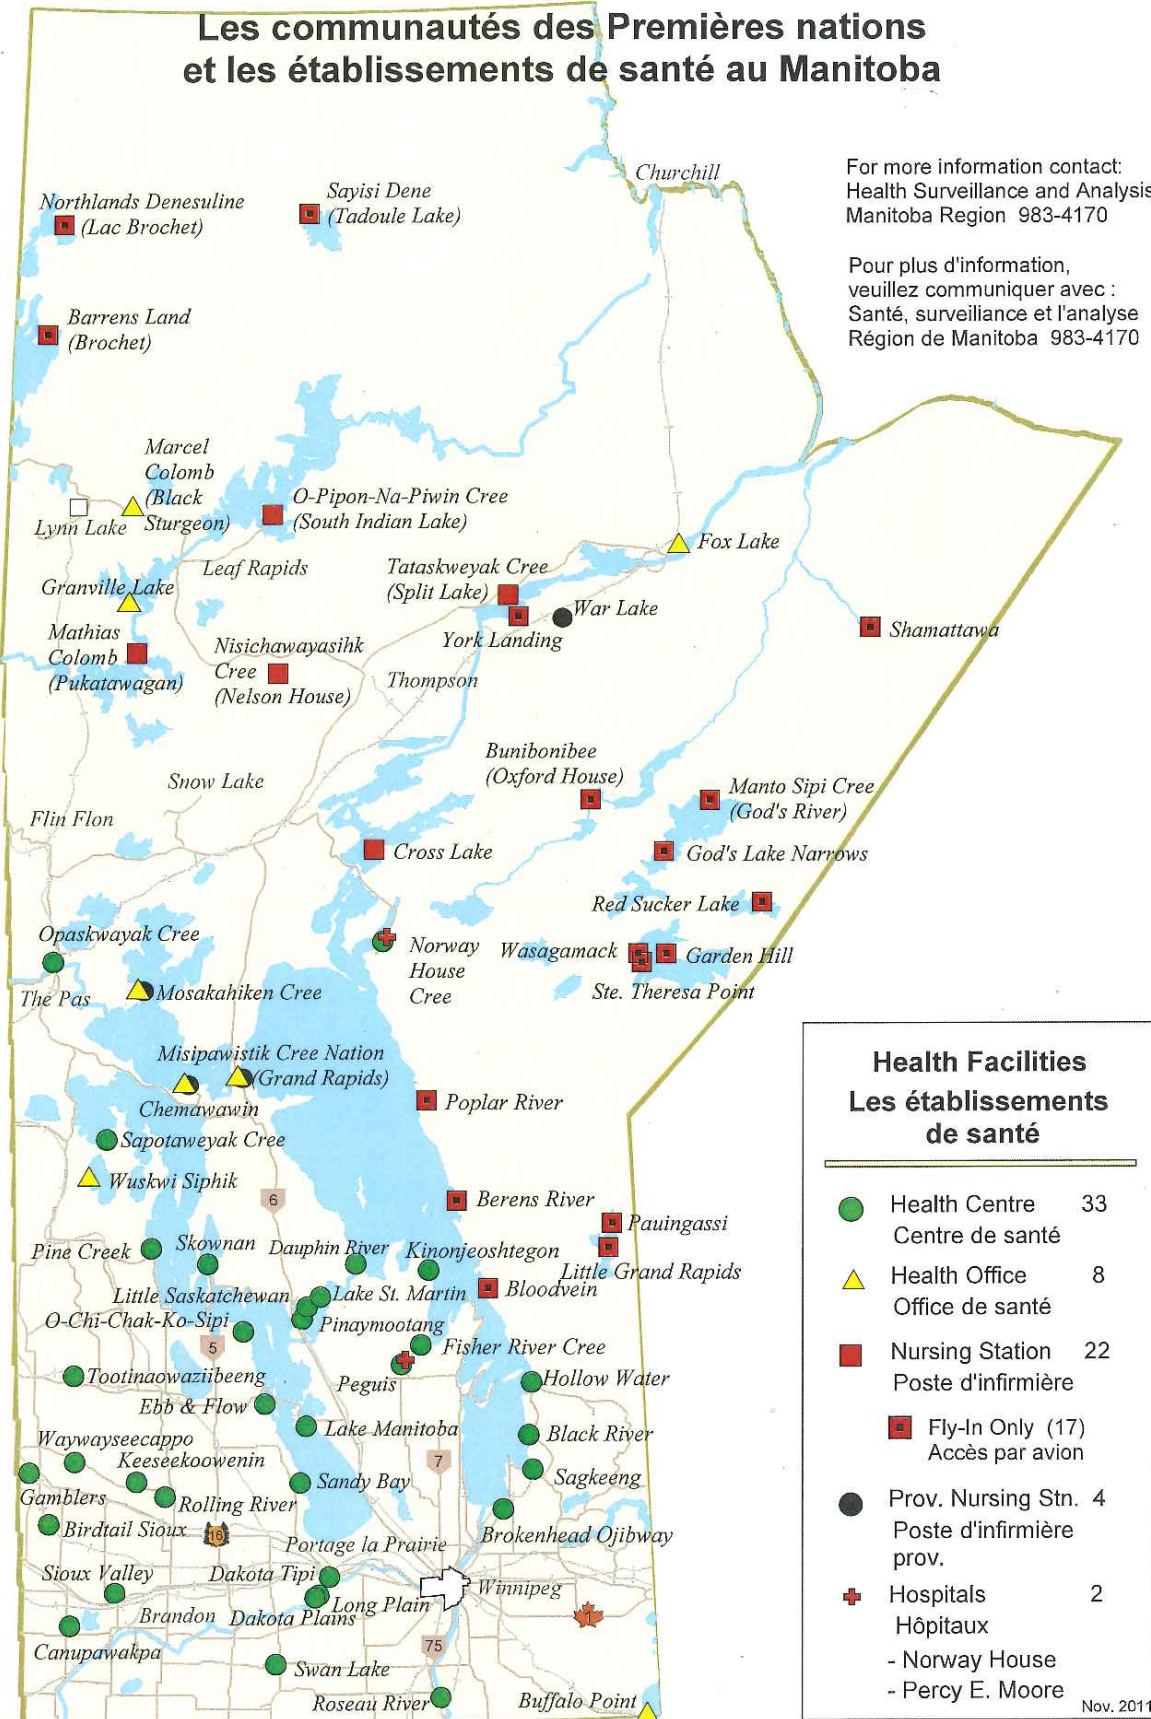 Les communautés des Premières nations
et les établissements de santé au Manitoba
For more information contact:
Health Surveillance and Analysis
Manitoba Region 983-4170
Pour plus d'information,
veuillez communiquer avec :
Santé, surveiliance et l'analyse
Région de Manitoba 983-4170
Churchill
Northlands Denesuline
(Lac Brochet)
Sayisi Dene
(Tadoule Lake)
Barrens Land
(Brochet)
Marcel
Colomb
(Black
Sturgeon)
Lynn Lake
O-Pipon-Na-Piwin Cree
(South Indian Lake)
Fox Lake
Leaf Rapids
Granville Lake
Tataskweyak Cree
(Split Lake)
War Lake
York Landing
Shamattawa
Mathias
Colomb
(Pukatawagan)
Nisichawayasihk
Cree
(Nelson House)
Thompson
Bunibonibee
(Oxford House)
Snow Lake
Manto Sipi Cree
(God's River)
Flin Flon
Cross Lake
God's Lake Narrows
Red Sucker Lake
Opaskwayak Cree
Norway
House
Cree
Wasagamack
Garden Hill
Ste. Theresa Point
The Pas
Mosakahiken Cree
Misipawistik Cree Nation
(Grand Rapids)
Chemawawin
Poplar River
Sapotaweyak Cree
Wuskwi Siphik
6
Berens River
Pauingassi
Little Grand Rapids
Pine Creek
Skownan
Dauphin River
Kinonjeoshtegon
Bloodvein
Little Saskatchewan
Lake St. Martin
O-Chi-Chak-Ko-Sipi
Pinaymootang
5
Fisher River Cree
Peguis
Tootinaowaziibeeng
Hollow Water
Ebb & Flow
Lake Manitoba
Black River
Waywayseecappo
Keeseekoowenin
7
Sandy Bay
Sagkeeng
Gamblers
Rolling River
Birdtail Sioux
16
Brokenhead Ojibway
Portage la Prairie
Sioux Valley
Dakota Tipi
Winnipeg
Long Plain
Brandon
Dakota Plains
1
Canupawakpa
75
Swan Lake
Roseau River
Buffalo Point
Health Facilities
Les établissements
de santé
Health Centre 33
Centre de santé
Health Office 8
Office de santé
Nursing Station 22
Poste d'infirmière
Fly-In Only (17)
Accès par avion
Prov. Nursing Stn. 4
Poste d'infirmière
prov.
Hospitals 2
Hôpitaux
- Norway House
- Percy E. Moore
Nov. 2011